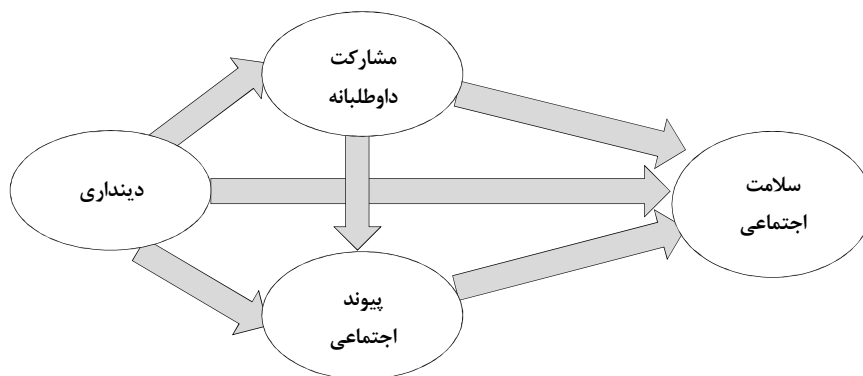 مشارکت
داوطلبانه
دینداری
سلامت
اجتماعی
پیوند
اجتماعی